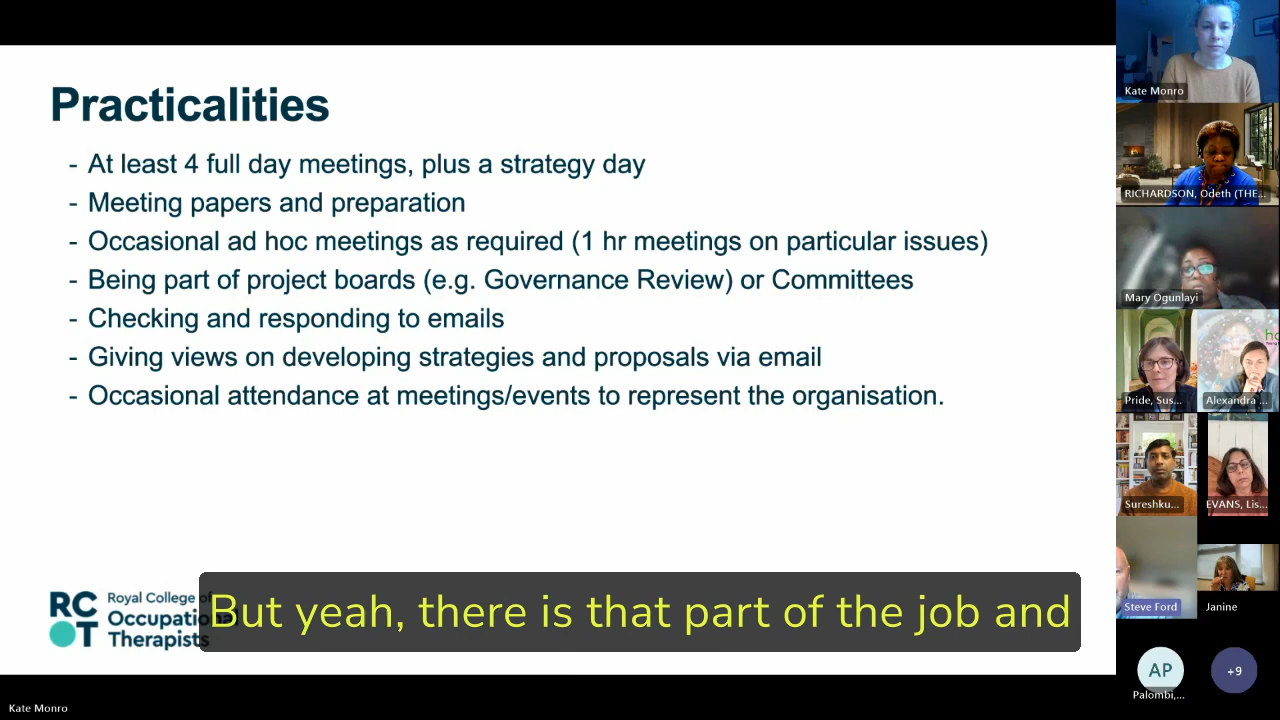 Practicalities
- At least 4 full day meetings, plus a strategy day
- Meeting papers and preparation
- Occasional ad hoc meetings as required (1 hr meetings on particular issues)
- Being part of project boards (e.g. Governance Review) or Committees
- Checking and responding to emails
- Giving views on developing strategies and proposals via email
- Occasional attendance at meetings/events to represent the organisation.
RC
OT
Royal College of
Occupational
Therapists
But yeah, there is that part of the job and
Kate Monro
Kate Monro
RICHARDSON, Odeth (THE...
Mary Ogunlayi
Pride, Sus...
Alexandra ...
Sureshku...
EVANS, Lis...
Steve Ford
Janine
AP
Palombi,...
+9